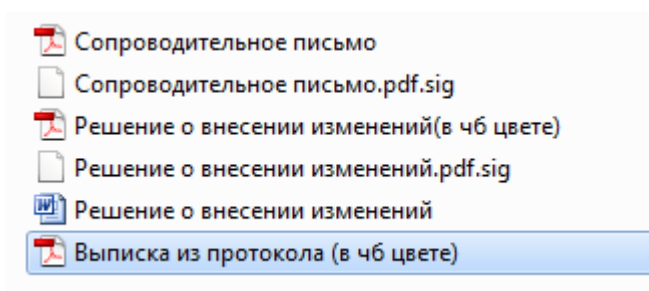 Сопроводительное письмо
Сопроводительное письмо.pdf.sig
Решение о внесении изменений(в чб цвете)
Решение о внесении изменений.pdf.sig
Решение о внесении изменений
Выписка из протокола (в чб цвете)